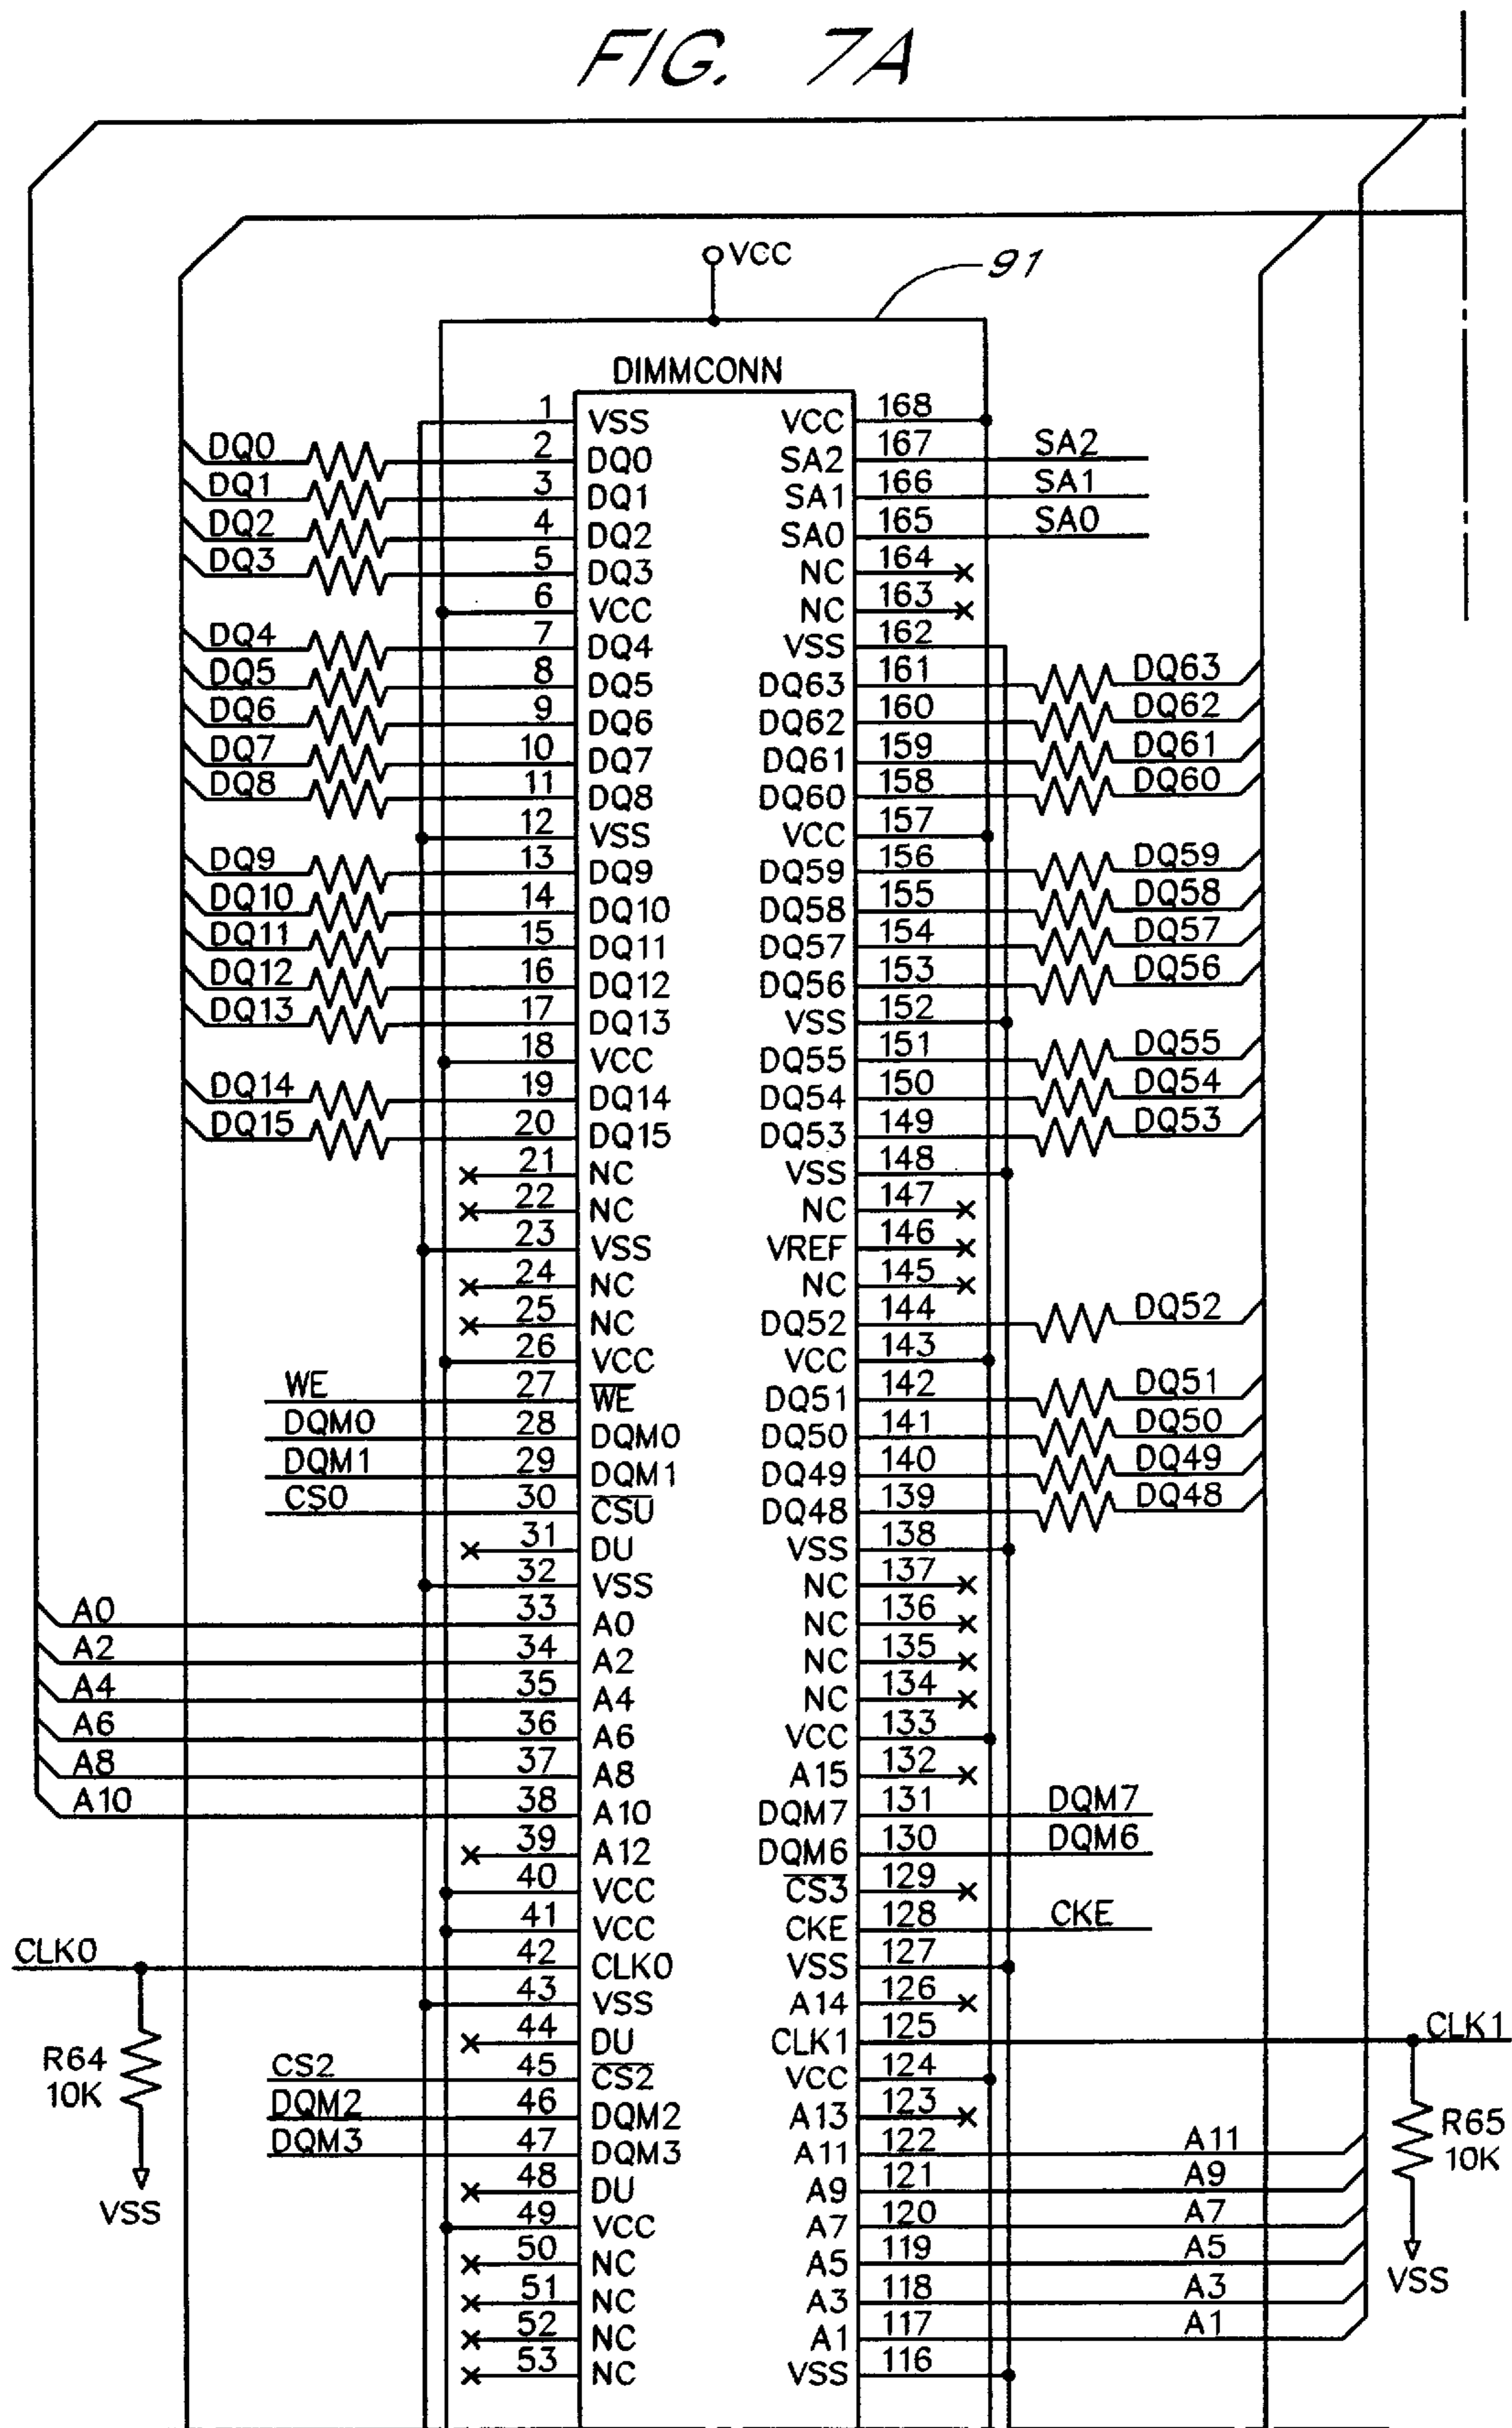 FIG. 7A
VCC
91
DIMMCONN
1 VSS VCC 168
DQ0 2 DQ0 SA2 167 SA2
DQ1 3 DQ1 SA1 166 SA1
DQ2 4 DQ2 SA0 165 SA0
DQ3 5 DQ3 NC 164
6 VCC NC 163
DQ4 7 DQ4 VSS 162
DQ5 8 DQ5 DQ63 161 DQ63
DQ6 9 DQ6 DQ62 160 DQ62
DQ7 10 DQ7 DQ61 159 DQ61
DQ8 11 DQ8 DQ60 158 DQ60
12 VSS VCC 157
DQ9 13 DQ9 DQ59 156 DQ59
DQ10 14 DQ10 DQ58 155 DQ58
DQ11 15 DQ11 DQ57 154 DQ57
DQ12 16 DQ12 DQ56 153 DQ56
DQ13 17 DQ13 VSS 152
18 VCC DQ55 151 DQ55
DQ14 19 DQ14 DQ54 150 DQ54
DQ15 20 DQ15 DQ53 149 DQ53
21 NC VSS 148
22 NC NC 147
23 VSS VREF 146
24 NC NC 145
25 NC DQ52 144 DQ52
26 VCC VCC 143
WE 27 WE DQ51 142 DQ51
DQM0 28 DQM0 DQ50 141 DQ50
DQM1 29 DQM1 DQ49 140 DQ49
CS0 30 CSU DQ48 139 DQ48
31 DU VSS 138
32 VSS NC 137
A0 33 A0 NC 136
A2 34 A2 NC 135
A4 35 A4 NC 134
A6 36 A6 VCC 133
A8 37 A8 A15 132
A10 38 A10 DQM7 131 DQM7
39 A12 DQM6 130 DQM6
40 VCC CS3 129
41 VCC CKE 128 CKE
CLK0 42 CLK0 VSS 127
43 VSS A14 126
44 DU CLK1 125 CLK1
R64 10K
CS2 45 CS2 VCC 124
DQM2 46 DQM2 A13 123
DQM3 47 DQM3 A11 122 A11
R65 10K
48 DU A9 121 A9
VSS
49 VCC A7 120 A7
50 NC A5 119 A5
VSS
51 NC A3 118 A3
52 NC A1 117 A1
53 NC VSS 116